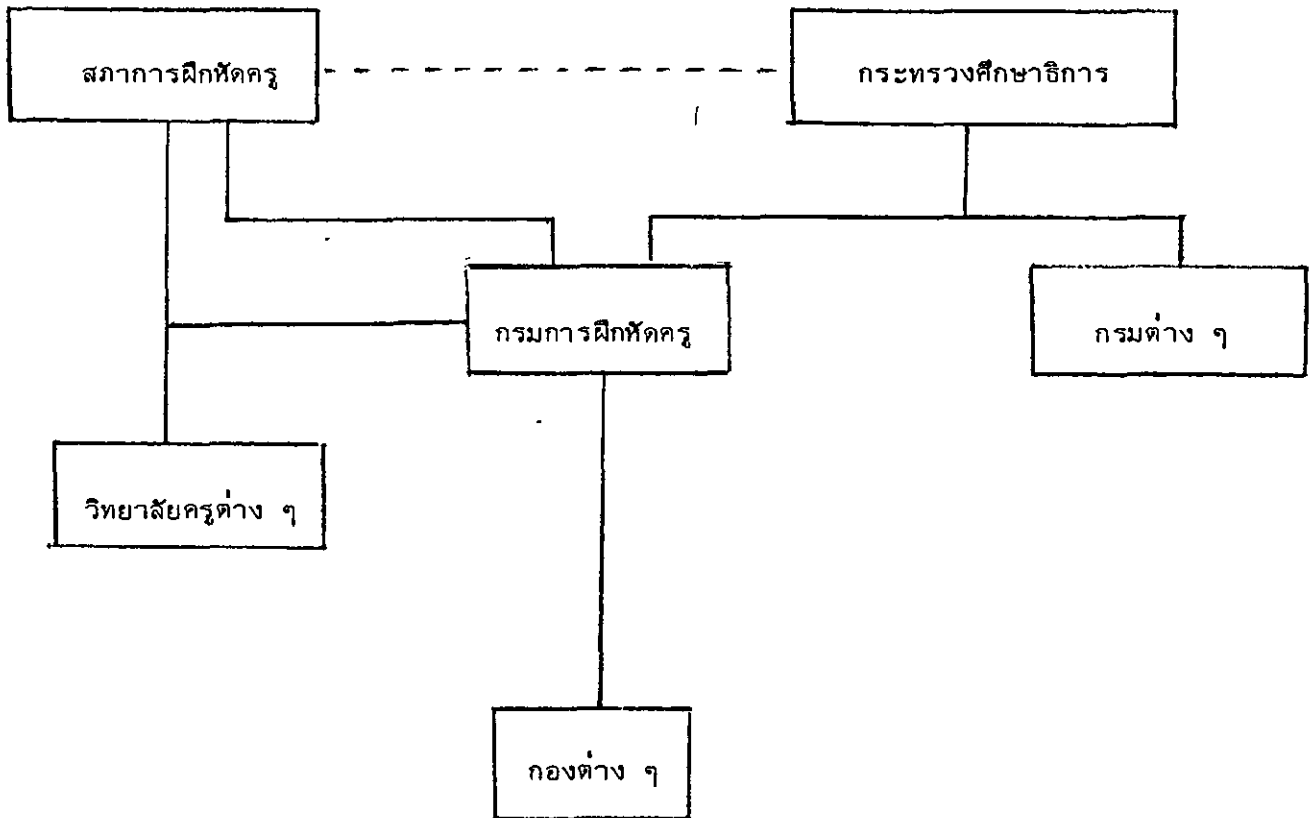 สภาการฝึกหัดครู
กระทรวงศึกษาธิการ
กรมการฝึกหัดครู
กรมต่าง ๆ
วิทยาลัยครูต่าง ๆ
กองต่าง ๆ